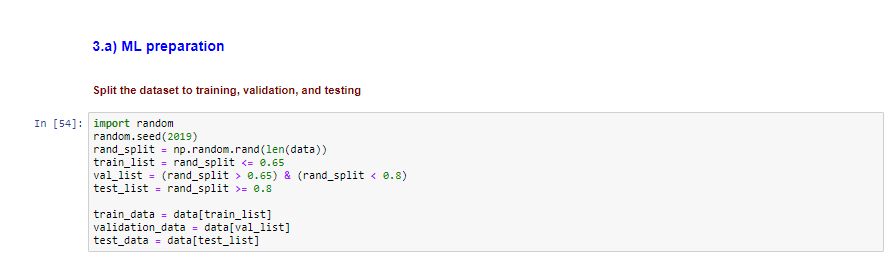 3.a) ML preparation
Split the dataset to training, validation, and testing
In [54]: import random
random.seed(2019)
rand_split = np.random.rand(len(data))
train_list = rand_split <= 0.65
val_list = (rand_split > 0.65) & (rand_split < 0.8)
test_list = rand_split >= 0.8
train_data = data[train_list]
validation_data = data[val_list]
test_data = data[test_list]